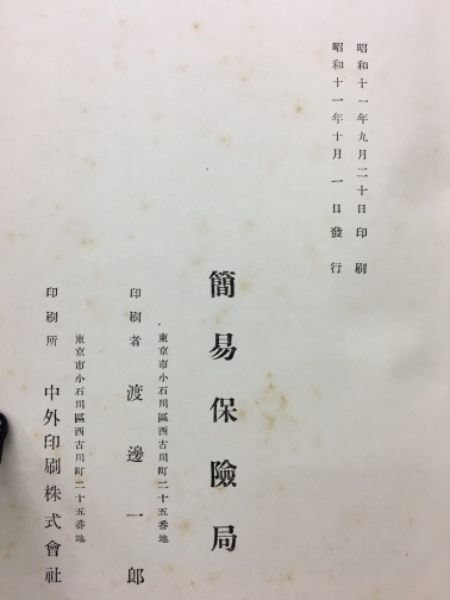 昭和十一年九月二十日印刷
昭和十一年十月一日發行
簡易保險局
東京市小石川區西古川町二十五番地
印刷者 渡邊一郎
東京市小石川區西古川町二十五番地
印刷所 中外印刷株式會社